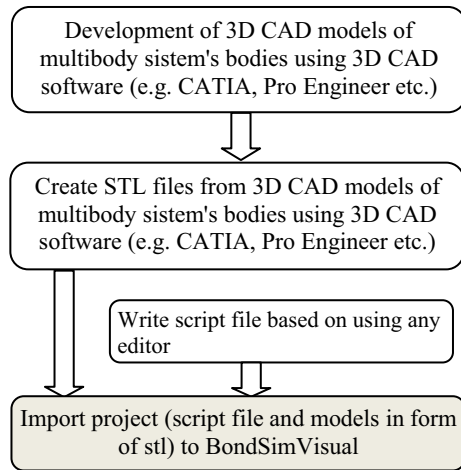 Development of 3D CAD models of
multibody sistem's bodies using 3D CAD
software (e.g. CATIA, Pro Engineer etc.)
Create STL files from 3D CAD models of
multibody sistem's bodies using 3D CAD
software (e.g. CATIA, Pro Engineer etc.)
Write script file based on using any
editor
Import project (script file and models in form
of stl) to BondSimVisual